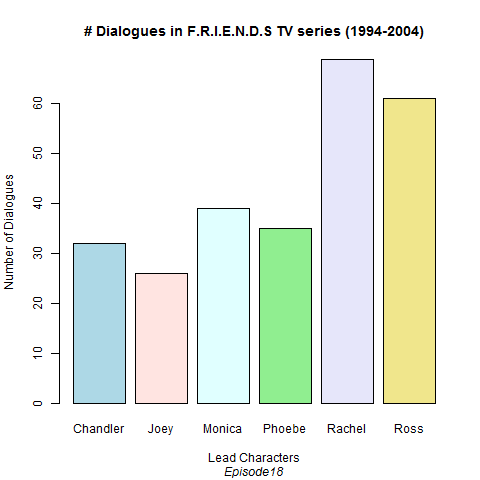 # Dialogues in F.R.I.E.N.D.S TV series (1994-2004)
Number of Dialogues
60
50
40
30
20
10
0
Chandler Joey Monica Phoebe Rachel Ross
Lead Characters
Episode18